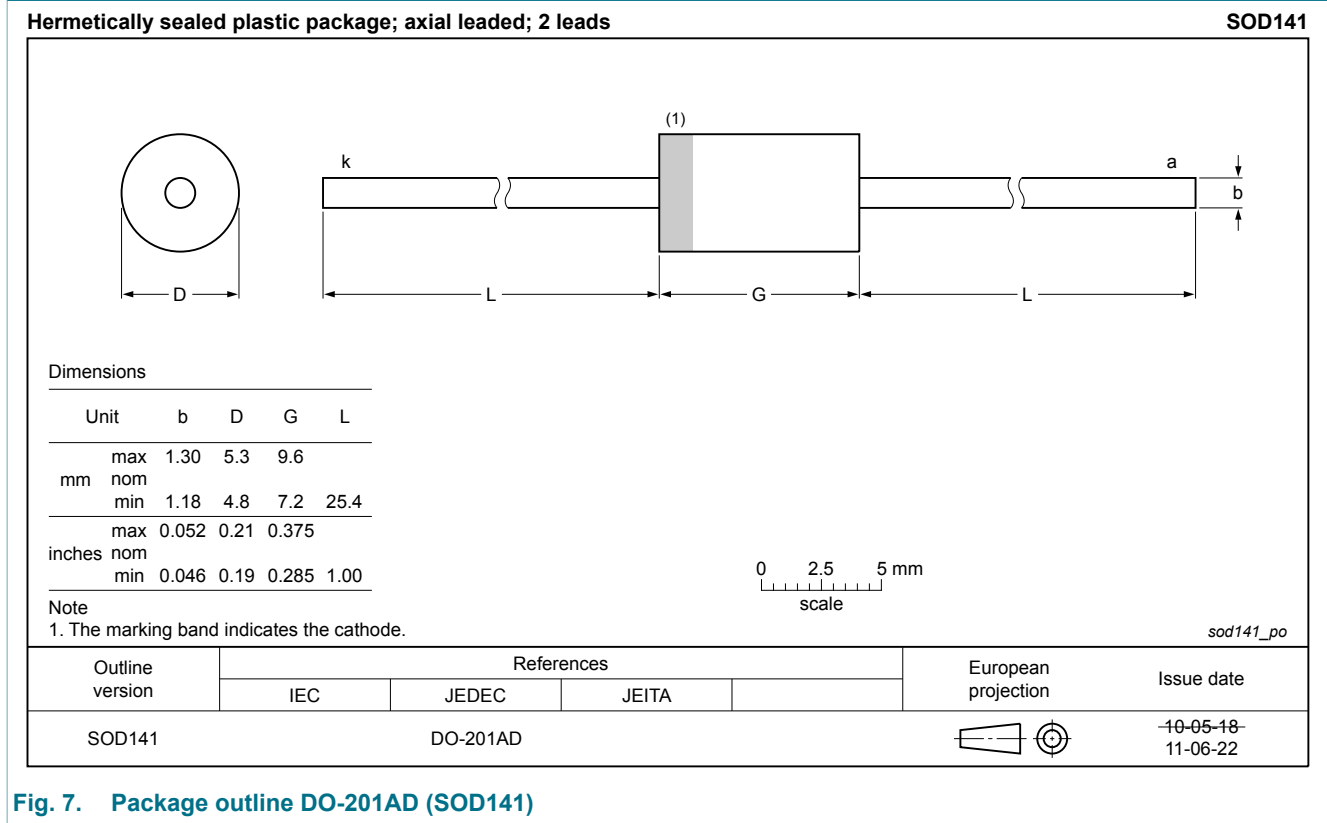 Hermetically sealed plastic package; axial leaded; 2 leads SOD141
(1)
k a
b
D L G L
Dimensions
Unit b D G L
max 1.30 5.3 9.6
mm nom
min 1.18 4.8 7.2 25.4
max 0.052 0.21 0.375
inches nom
min 0.046 0.19 0.285 1.00
0 2.5 5 mm
scale
Note
1. The marking band indicates the cathode.
sod141_po
Outline version References European projection Issue date
IEC JEDEC JEITA
SOD141 DO-201AD 10-05-18
11-06-22
Fig. 7. Package outline DO-201AD (SOD141)